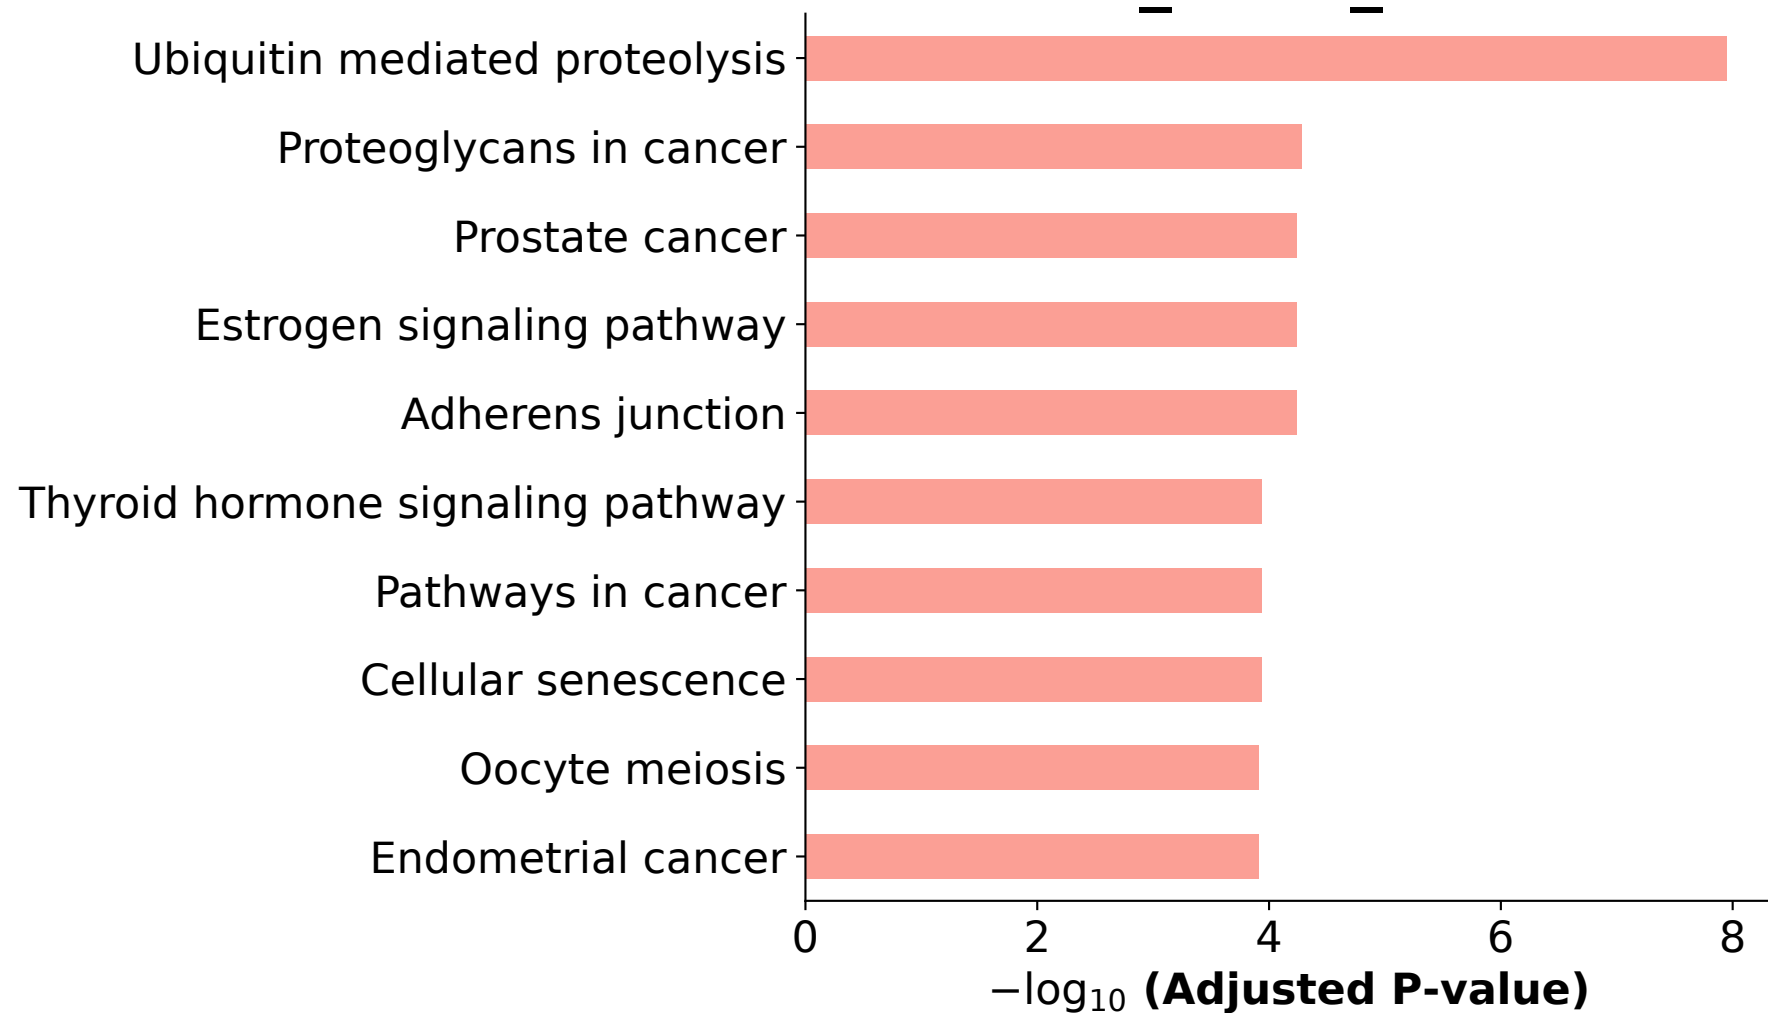 Ubiquitin mediated proteolysis
Proteoglycans in cancer
Prostate cancer
Estrogen signaling pathway
Adherens junction
Thyroid hormone signaling pathway
Pathways in cancer
Cellular senescence
Oocyte meiosis
Endometrial cancer
0 2 4 6 8
−log₁₀ (Adjusted P-value)